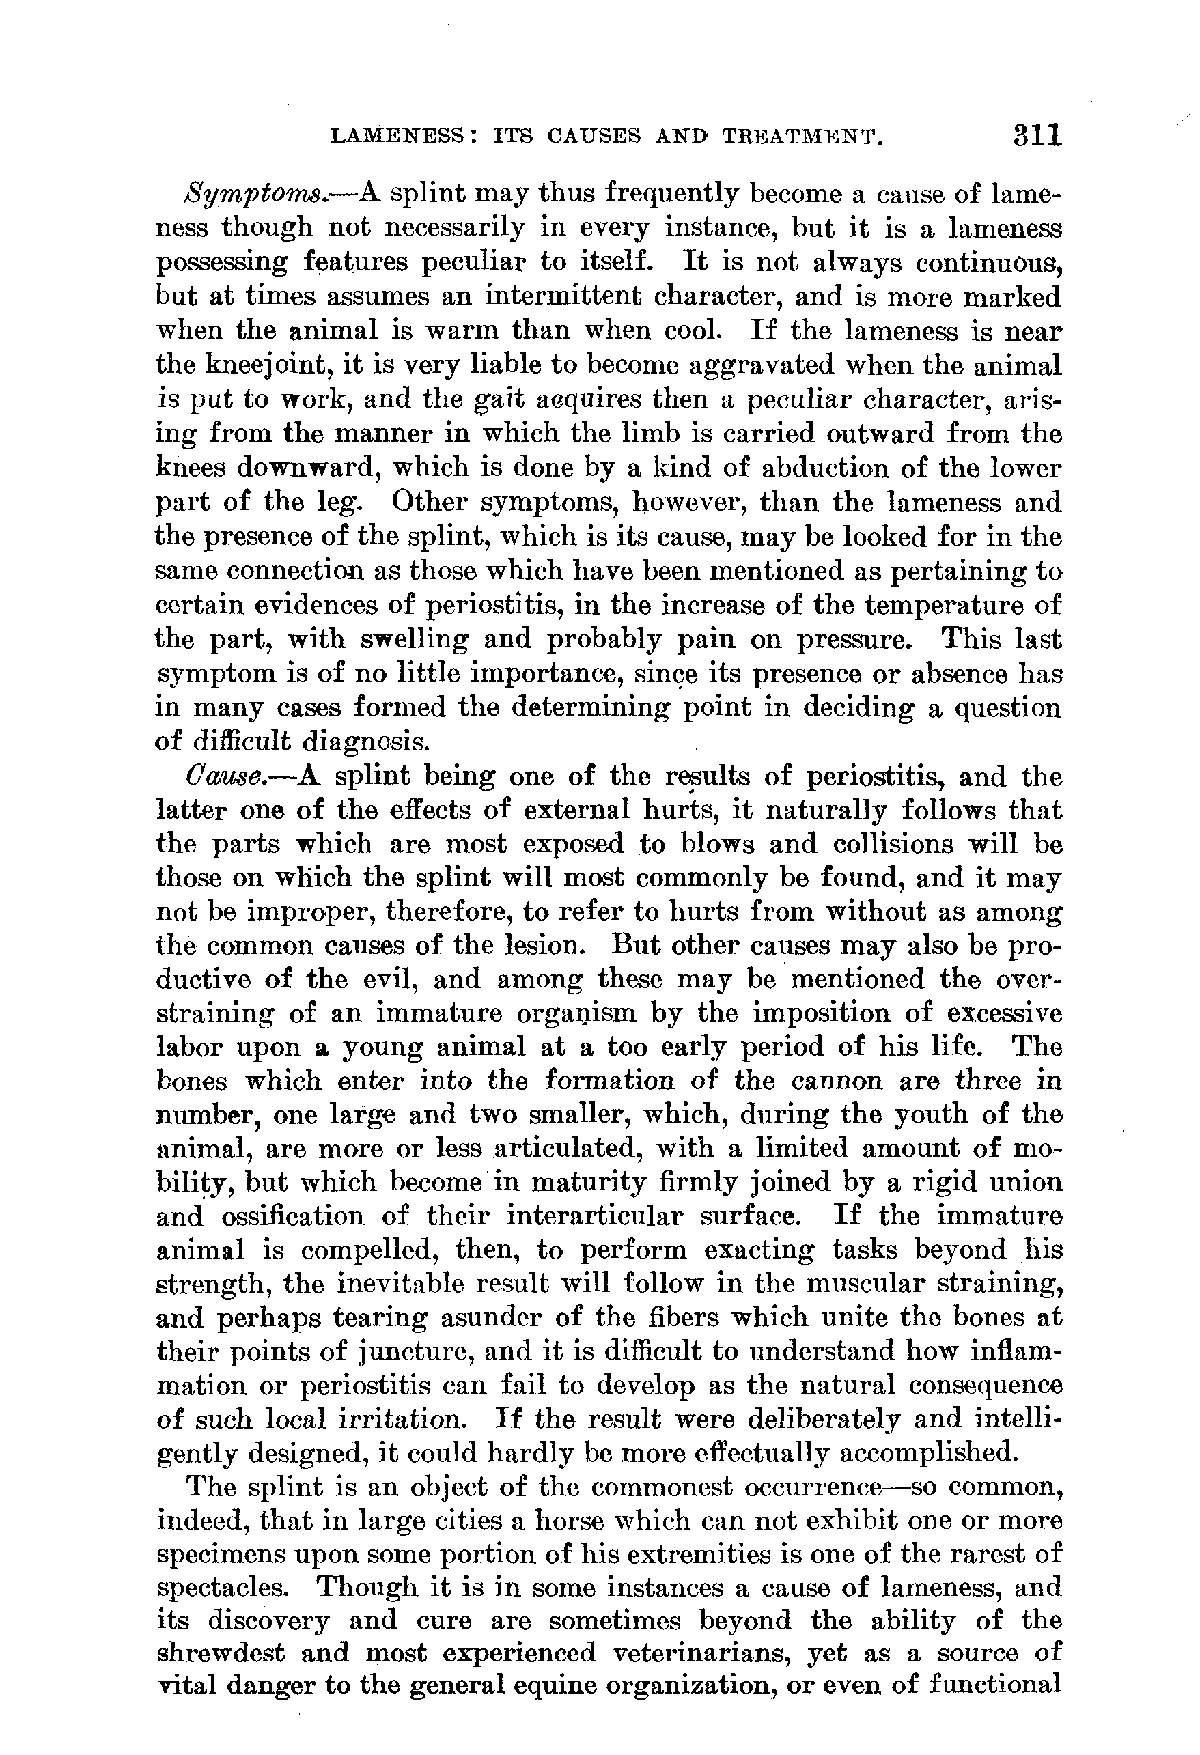 LAMENESS: ITS CAUSES AND TREATMENT. 311
Symptoms.—A splint may thus frequently become a cause of lame-
ness though not necessarily in every instance, but it is a lameness
possessing features peculiar to itself. It is not always continuous,
but at times assumes an intermittent character, and is more marked
when the animal is warm than when cool. If the lameness is near
the kneejoint, it is very liable to become aggravated when the animal
is put to work, and the gait acquires then a peculiar character, aris-
ing from the manner in which the limb is carried outward from the
knees downward, which is done by a kind of abduction of the lower
part of the leg. Other symptoms, however, than the lameness and
the presence of the splint, which is its cause, may be looked for in the
same connection as those which have been mentioned as pertaining to
certain evidences of periostitis, in the increase of the temperature of
the part, with swelling and probably pain on pressure. This last
symptom is of no little importance, since its presence or absence has
in many cases formed the determining point in deciding a question
of difficult diagnosis.
Cause.—A splint being one of the results of periostitis, and the
latter one of the effects of external hurts, it naturally follows that
the parts which are most exposed to blows and collisions will be
those on which the splint will most commonly be found, and it may
not be improper, therefore, to refer to hurts from without as among
the common causes of the lesion. But other causes may also be pro-
ductive of the evil, and among these may be mentioned the over-
straining of an immature organism by the imposition of excessive
labor upon a young animal at a too early period of his life. The
bones which enter into the formation of the cannon are three in
number, one large and two smaller, which, during the youth of the
animal, are more or less articulated, with a limited amount of mo-
bility, but which become in maturity firmly joined by a rigid union
and ossification of their interarticular surface. If the immature
animal is compelled, then, to perform exacting tasks beyond his
strength, the inevitable result will follow in the muscular straining,
and perhaps tearing asunder of the fibers which unite the bones at
their points of juncture, and it is difficult to understand how inflam-
mation or periostitis can fail to develop as the natural consequence
of such local irritation. If the result were deliberately and intelli-
gently designed, it could hardly be more effectually accomplished.
The splint is an object of the commonest occurrence—so common,
indeed, that in large cities a horse which can not exhibit one or more
specimens upon some portion of his extremities is one of the rarest of
spectacles. Though it is in some instances a cause of lameness, and
its discovery and cure are sometimes beyond the ability of the
shrewdest and most experienced veterinarians, yet as a source of
vital danger to the general equine organization, or even of functional